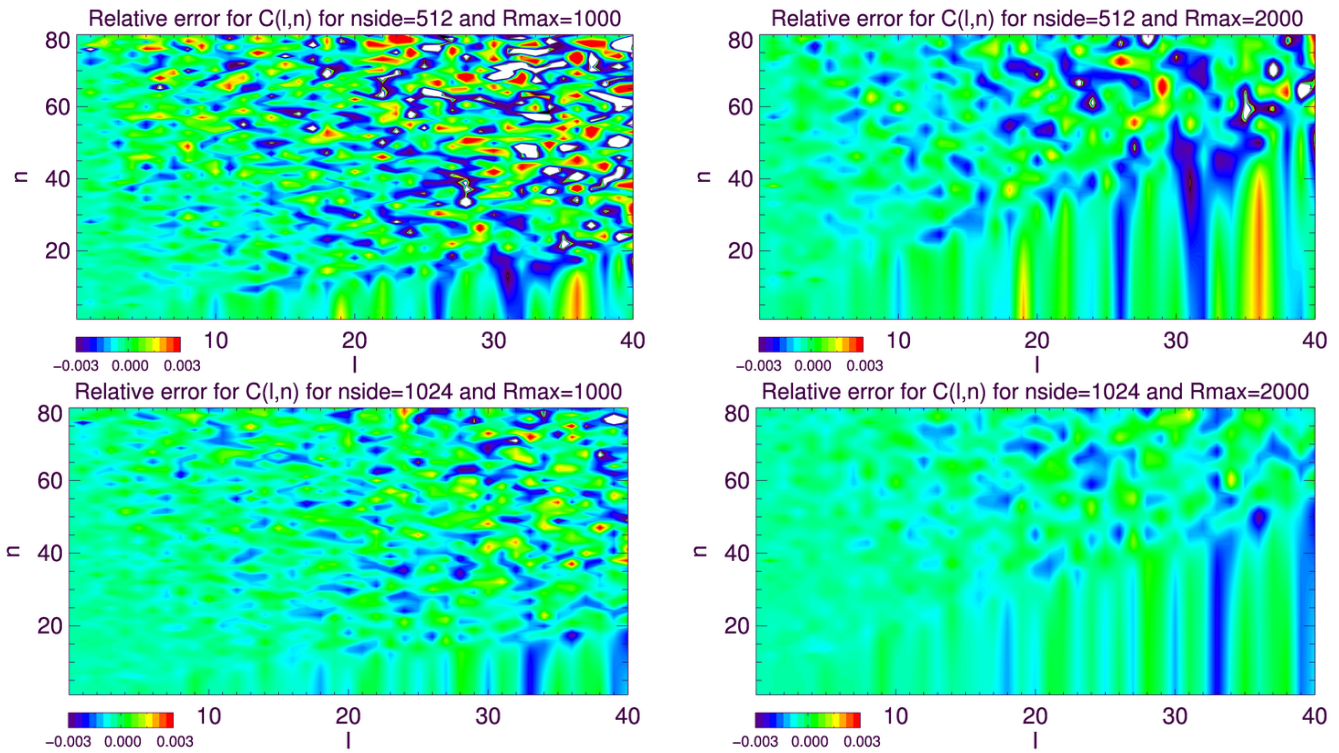 Relative error for C(l,n) for nside=512 and Rmax=1000
80
60
n
40
20
10 20 30 40
−0.003 0.000 0.003
l
Relative error for C(l,n) for nside=512 and Rmax=2000
80
60
n
40
20
10 20 30 40
−0.003 0.000 0.003
l
Relative error for C(l,n) for nside=1024 and Rmax=1000
80
60
n
40
20
10 20 30 40
−0.003 0.000 0.003
l
Relative error for C(l,n) for nside=1024 and Rmax=2000
80
60
n
40
20
10 20 30 40
−0.003 0.000 0.003
l